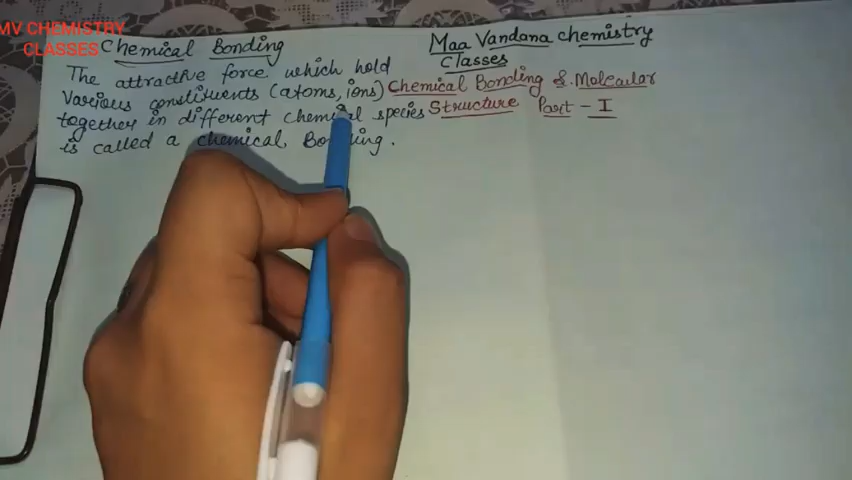 MV CHEMISTRY
CLASSES
Chemical Bonding
The attractive force which hold
Various constituents (atoms, ions)
together in different chemical species
is called a chemical Bonding.
Maa Vandana chemistry
Classes
Chemical Bonding & Molecular
Structure Part - I